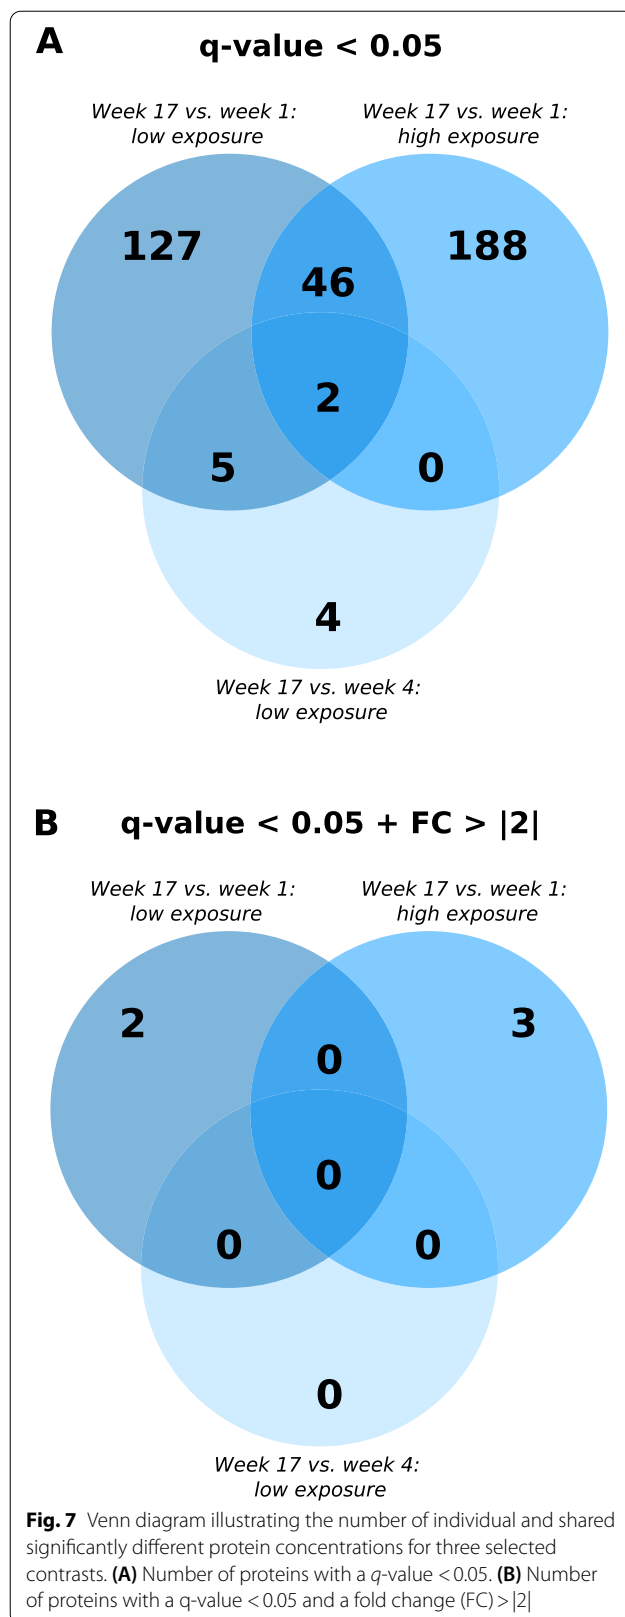 A
q-value < 0.05
Week 17 vs. week 1:
low exposure
Week 17 vs. week 1:
high exposure
127
188
46
2
5
0
4
Week 17 vs. week 4:
low exposure
B
q-value < 0.05 + FC > |2|
Week 17 vs. week 1:
low exposure
Week 17 vs. week 1:
high exposure
2
3
0
0
0
0
0
Week 17 vs. week 4:
low exposure
Fig. 7 Venn diagram illustrating the number of individual and shared
significantly different protein concentrations for three selected
contrasts. (A) Number of proteins with a q-value < 0.05. (B) Number
of proteins with a q-value < 0.05 and a fold change (FC) > |2|